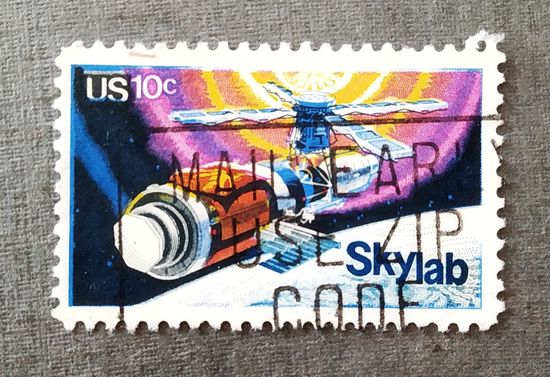 US 10c
MAIL EARLY
USE ZIP
Skylab
CODE